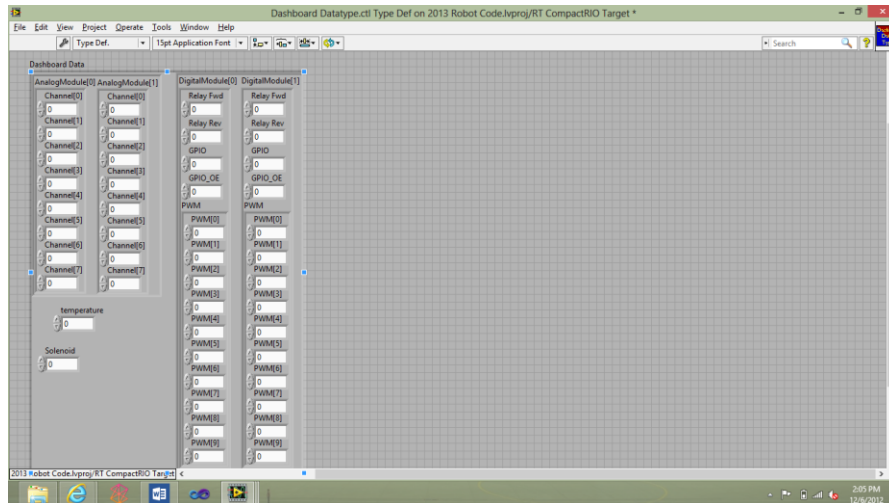 Dashboard Datatype.ctl Type Def on 2013 Robot Code.lvproj/RT CompactRIO Target *
File Edit View Project Operate Tools Window Help
Type Def. 15pt Application Font Search
Dashboard Data
AnalogModule[0] AnalogModule[1] DigitalModule[0] DigitalModule[1]
Channel[0] Channel[0] Relay Fwd Relay Fwd
0 0 0 0
Channel[1] Channel[1] Relay Rev Relay Rev
0 0 0 0
Channel[2] Channel[2] GPIO GPIO
0 0 0 0
Channel[3] Channel[3] GPIO_OE GPIO_OE
0 0 0 0
Channel[4] Channel[4] PWM PWM
0 0
Channel[5] Channel[5] PWM[0] PWM[0]
0 0 0 0
Channel[6] Channel[6] PWM[1] PWM[1]
0 0 0 0
Channel[7] Channel[7] PWM[2] PWM[2]
0 0 0 0
PWM[3] PWM[3]
0 0
temperature PWM[4] PWM[4]
0 0 0
PWM[5] PWM[5]
Solenoid 0 0
0 PWM[6] PWM[6]
0 0
PWM[7] PWM[7]
0 0
PWM[8] PWM[8]
0 0
PWM[9] PWM[9]
0 0
2013 Robot Code.lvproj/RT CompactRIO Target
2:05 PM
12/6/2012